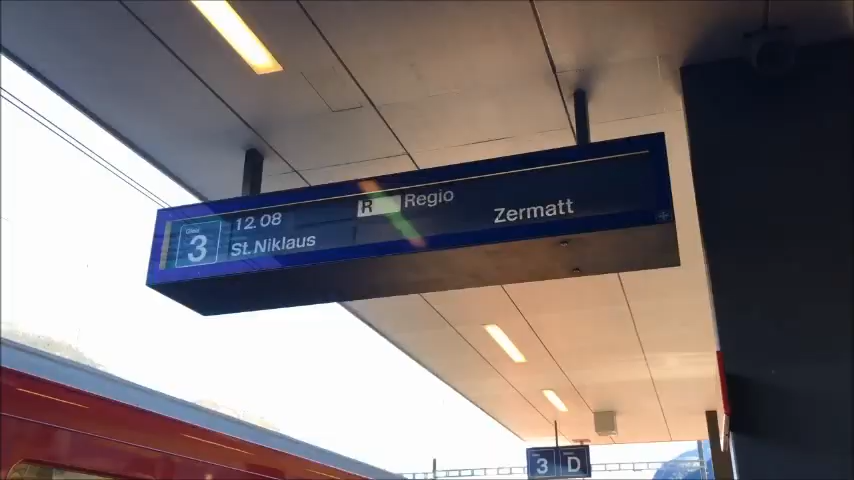 Gleis
3
12.08
R Regio
St. Niklaus
Zermatt
3
D